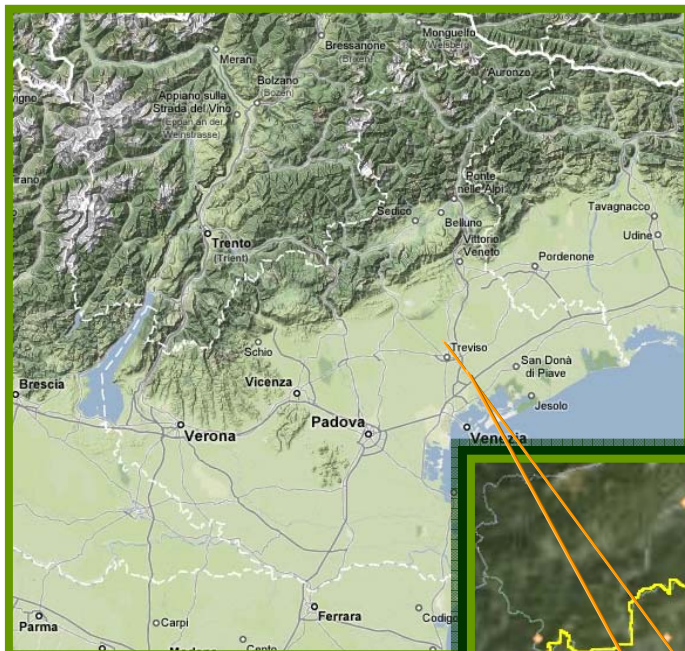 Monguelfo
(Welsberg)
Bressanone
(Brixen)
Meran
Auronzo
Bolzano
(Bozen)
Appiano sulla
Strada del Vino
(Eppan an der
Weinstrasse)
Ponte
nelle Alpi
Sedico
Belluno
Tavagnacco
Udine
Trento
(Trient)
Vittorio
Veneto
Pordenone
Schio
Treviso
San Donà
di Piave
Brescia
Vicenza
Jesolo
Padova
Verona
Venezia
Ferrara
Parma
Carpi